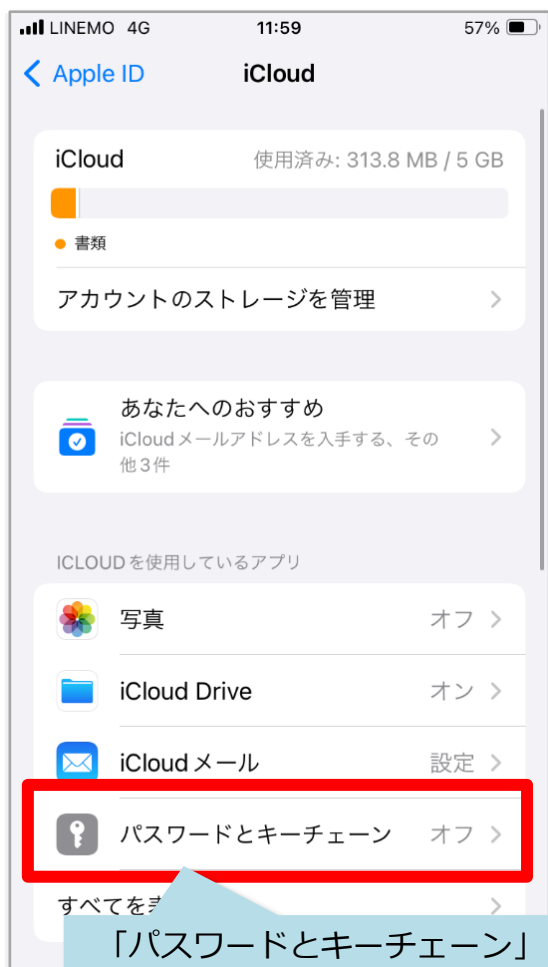 LINEMO 4G 11:59 57%
Apple ID iCloud
iCloud 使用済み: 313.8 MB / 5 GB
書類
アカウントのストレージを管理
あなたへのおすすめ
iCloudメールアドレスを入手する、その
他3件
ICLOUDを使用しているアプリ
写真 オフ
iCloud Drive オン
iCloudメール 設定
パスワードとキーチェーン オフ
すべてを
「パスワードとキーチェーン」